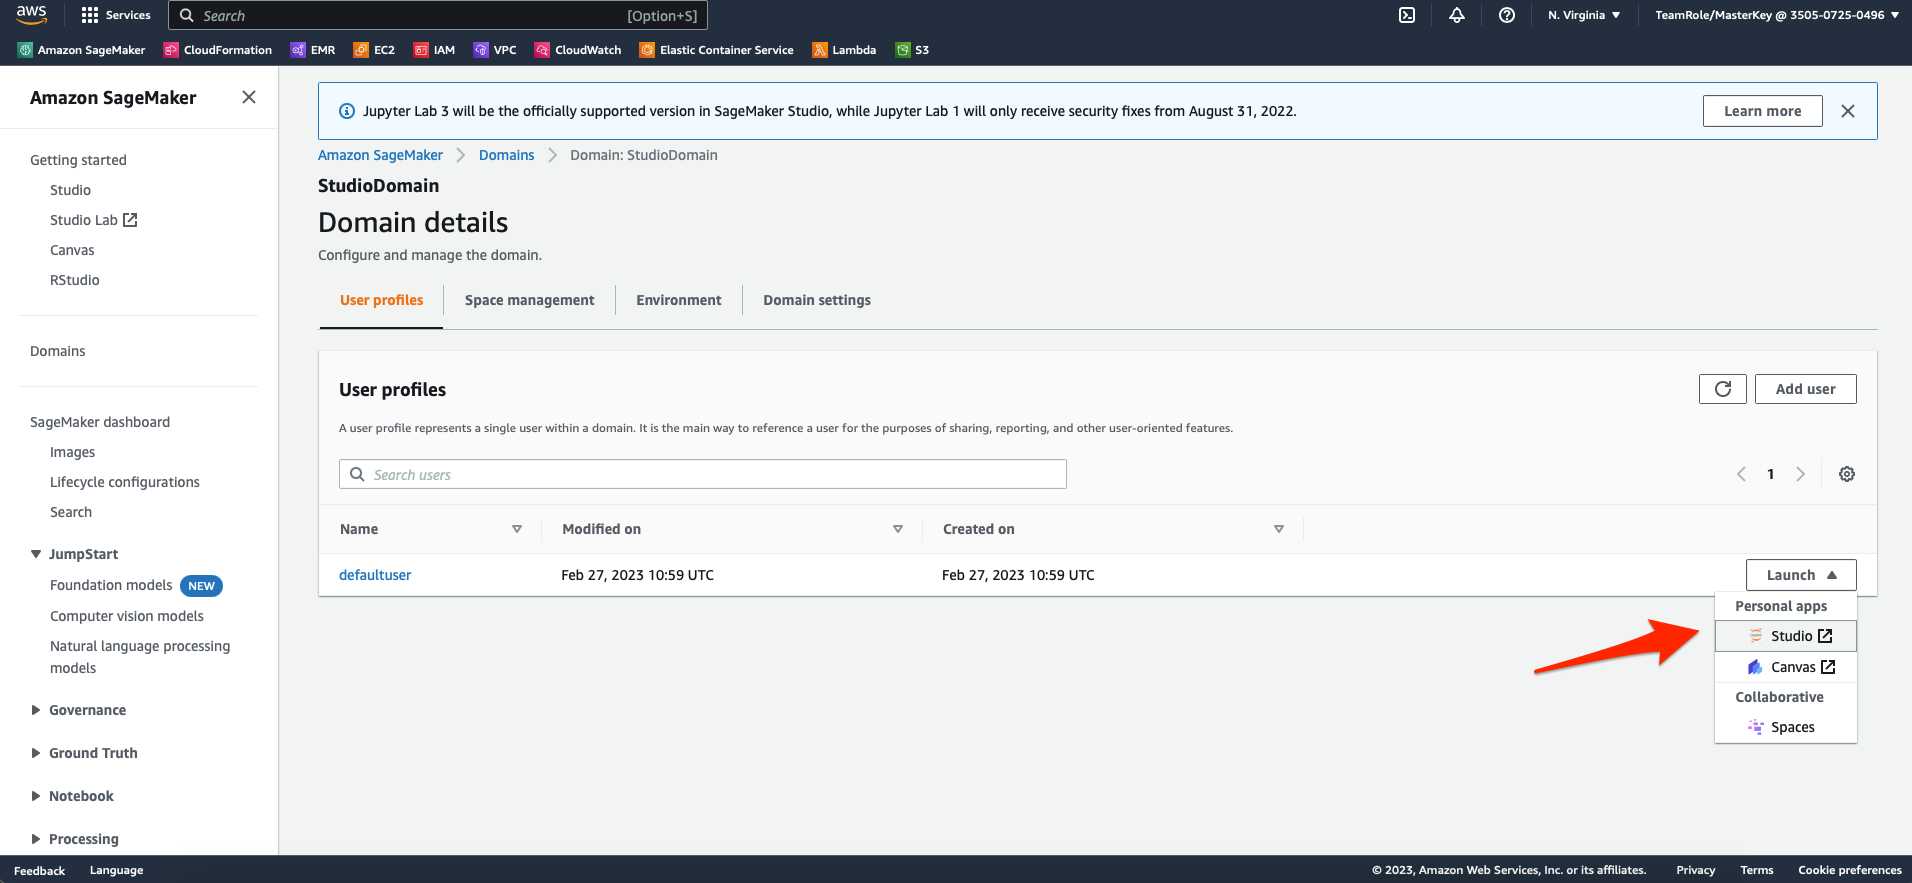 aws
Services
Search
[Option+S]
N. Virginia
TeamRole/MasterKey @ 3505-0725-0496
Amazon SageMaker
CloudFormation
EMR
EC2
IAM
VPC
CloudWatch
Elastic Container Service
Lambda
S3
Amazon SageMaker
Getting started
Studio
Studio Lab
Canvas
RStudio
Domains
SageMaker dashboard
Images
Lifecycle configurations
Search
JumpStart
Foundation models NEW
Computer vision models
Natural language processing
models
Governance
Ground Truth
Notebook
Processing
Jupyter Lab 3 will be the officially supported version in SageMaker Studio, while Jupyter Lab 1 will only receive security fixes from August 31, 2022.
Learn more
Amazon SageMaker
Domains
Domain: StudioDomain
StudioDomain
Domain details
Configure and manage the domain.
User profiles
Space management
Environment
Domain settings
User profiles
Add user
A user profile represents a single user within a domain. It is the main way to reference a user for the purposes of sharing, reporting, and other user-oriented features.
Search users
1
Name
Modified on
Created on
defaultuser
Feb 27, 2023 10:59 UTC
Feb 27, 2023 10:59 UTC
Launch
Personal apps
Studio
Canvas
Collaborative
Spaces
Feedback
Language
© 2023, Amazon Web Services, Inc. or its affiliates.
Privacy
Terms
Cookie preferences